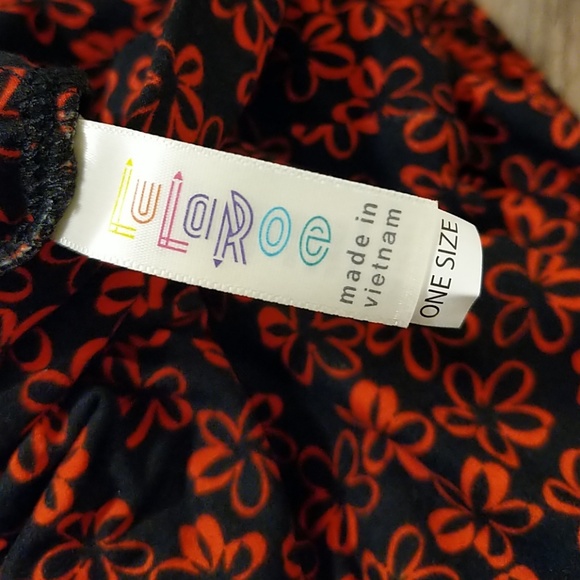 LuLaRoe
made in
vietnam
ONE SIZE